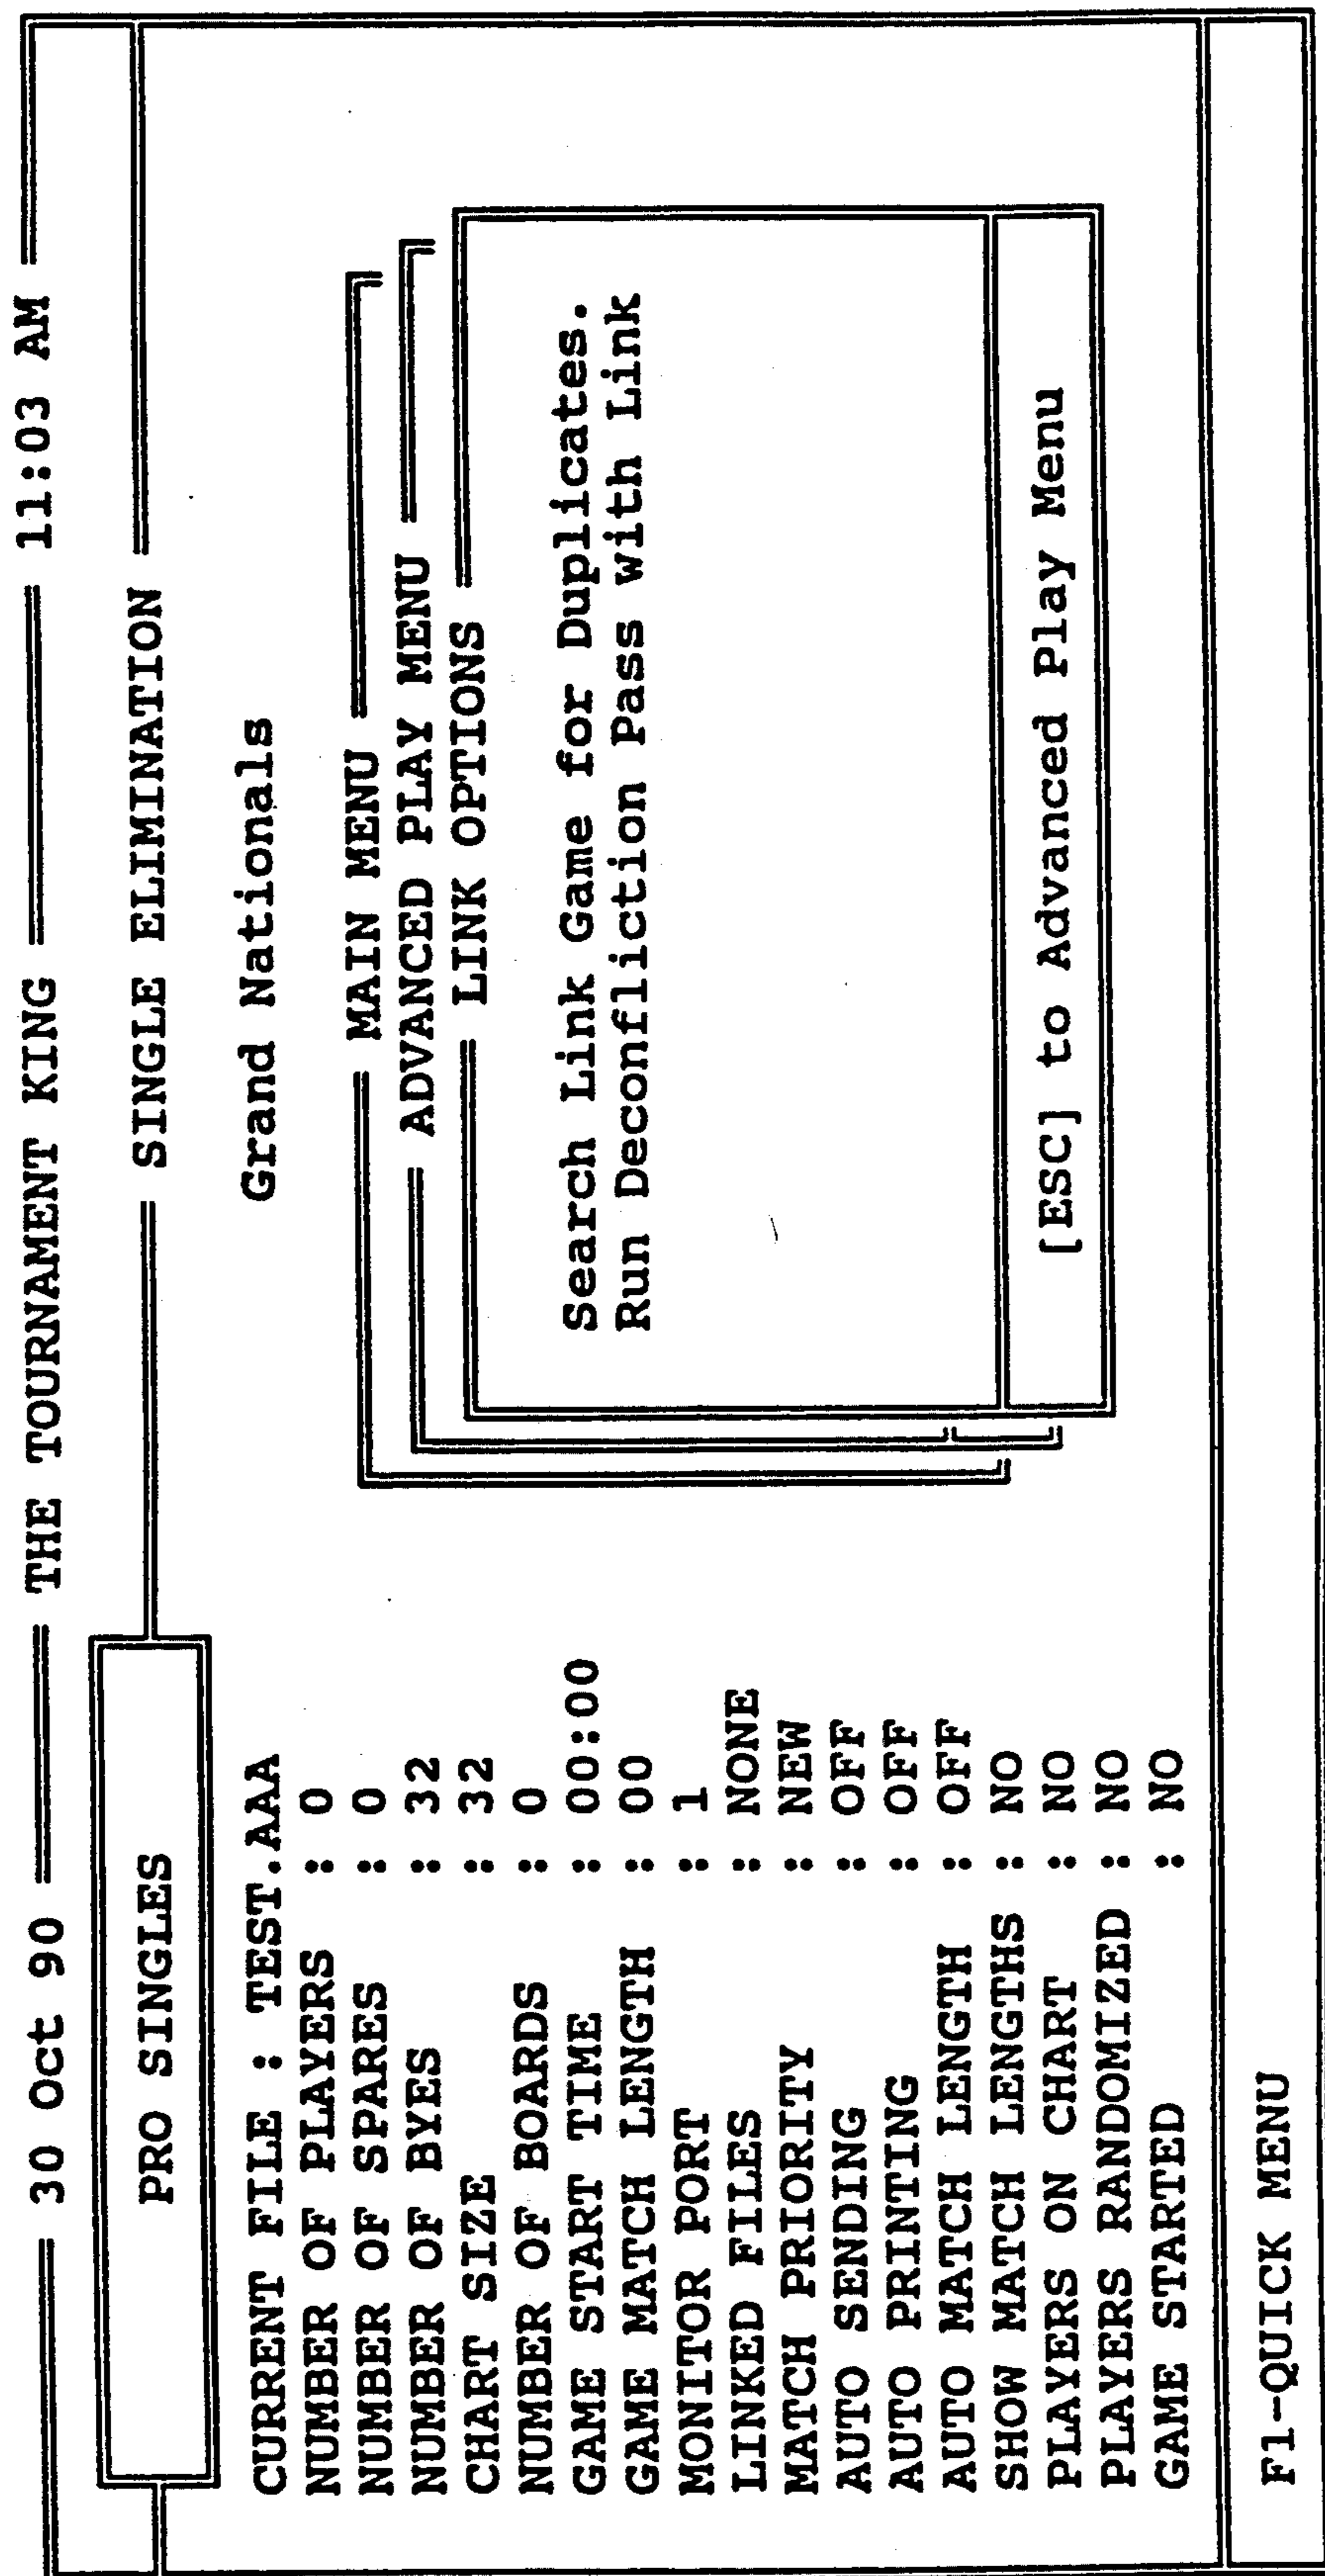 30 Oct 90 THE TOURNAMENT KING 11:03 AM
PRO SINGLES
SINGLE ELIMINATION
Grand Nationals
CURRENT FILE : TEST.AAA
NUMBER OF PLAYERS : 0
NUMBER OF SPARES : 0
NUMBER OF BYES : 32
CHART SIZE : 32
NUMBER OF BOARDS : 0
GAME START TIME : 00:00
GAME MATCH LENGTH : 00
MONITOR PORT : 1
LINKED FILES : NONE
MATCH PRIORITY : NEW
AUTO SENDING : OFF
AUTO PRINTING : OFF
AUTO MATCH LENGTH : OFF
SHOW MATCH LENGTHS : NO
PLAYERS ON CHART : NO
PLAYERS RANDOMIZED : NO
GAME STARTED : NO
MAIN MENU
ADVANCED PLAY MENU
LINK OPTIONS
Search Link Game for Duplicates.
Run Deconfliction Pass with Link
[ESC] to Advanced Play Menu
F1-QUICK MENU